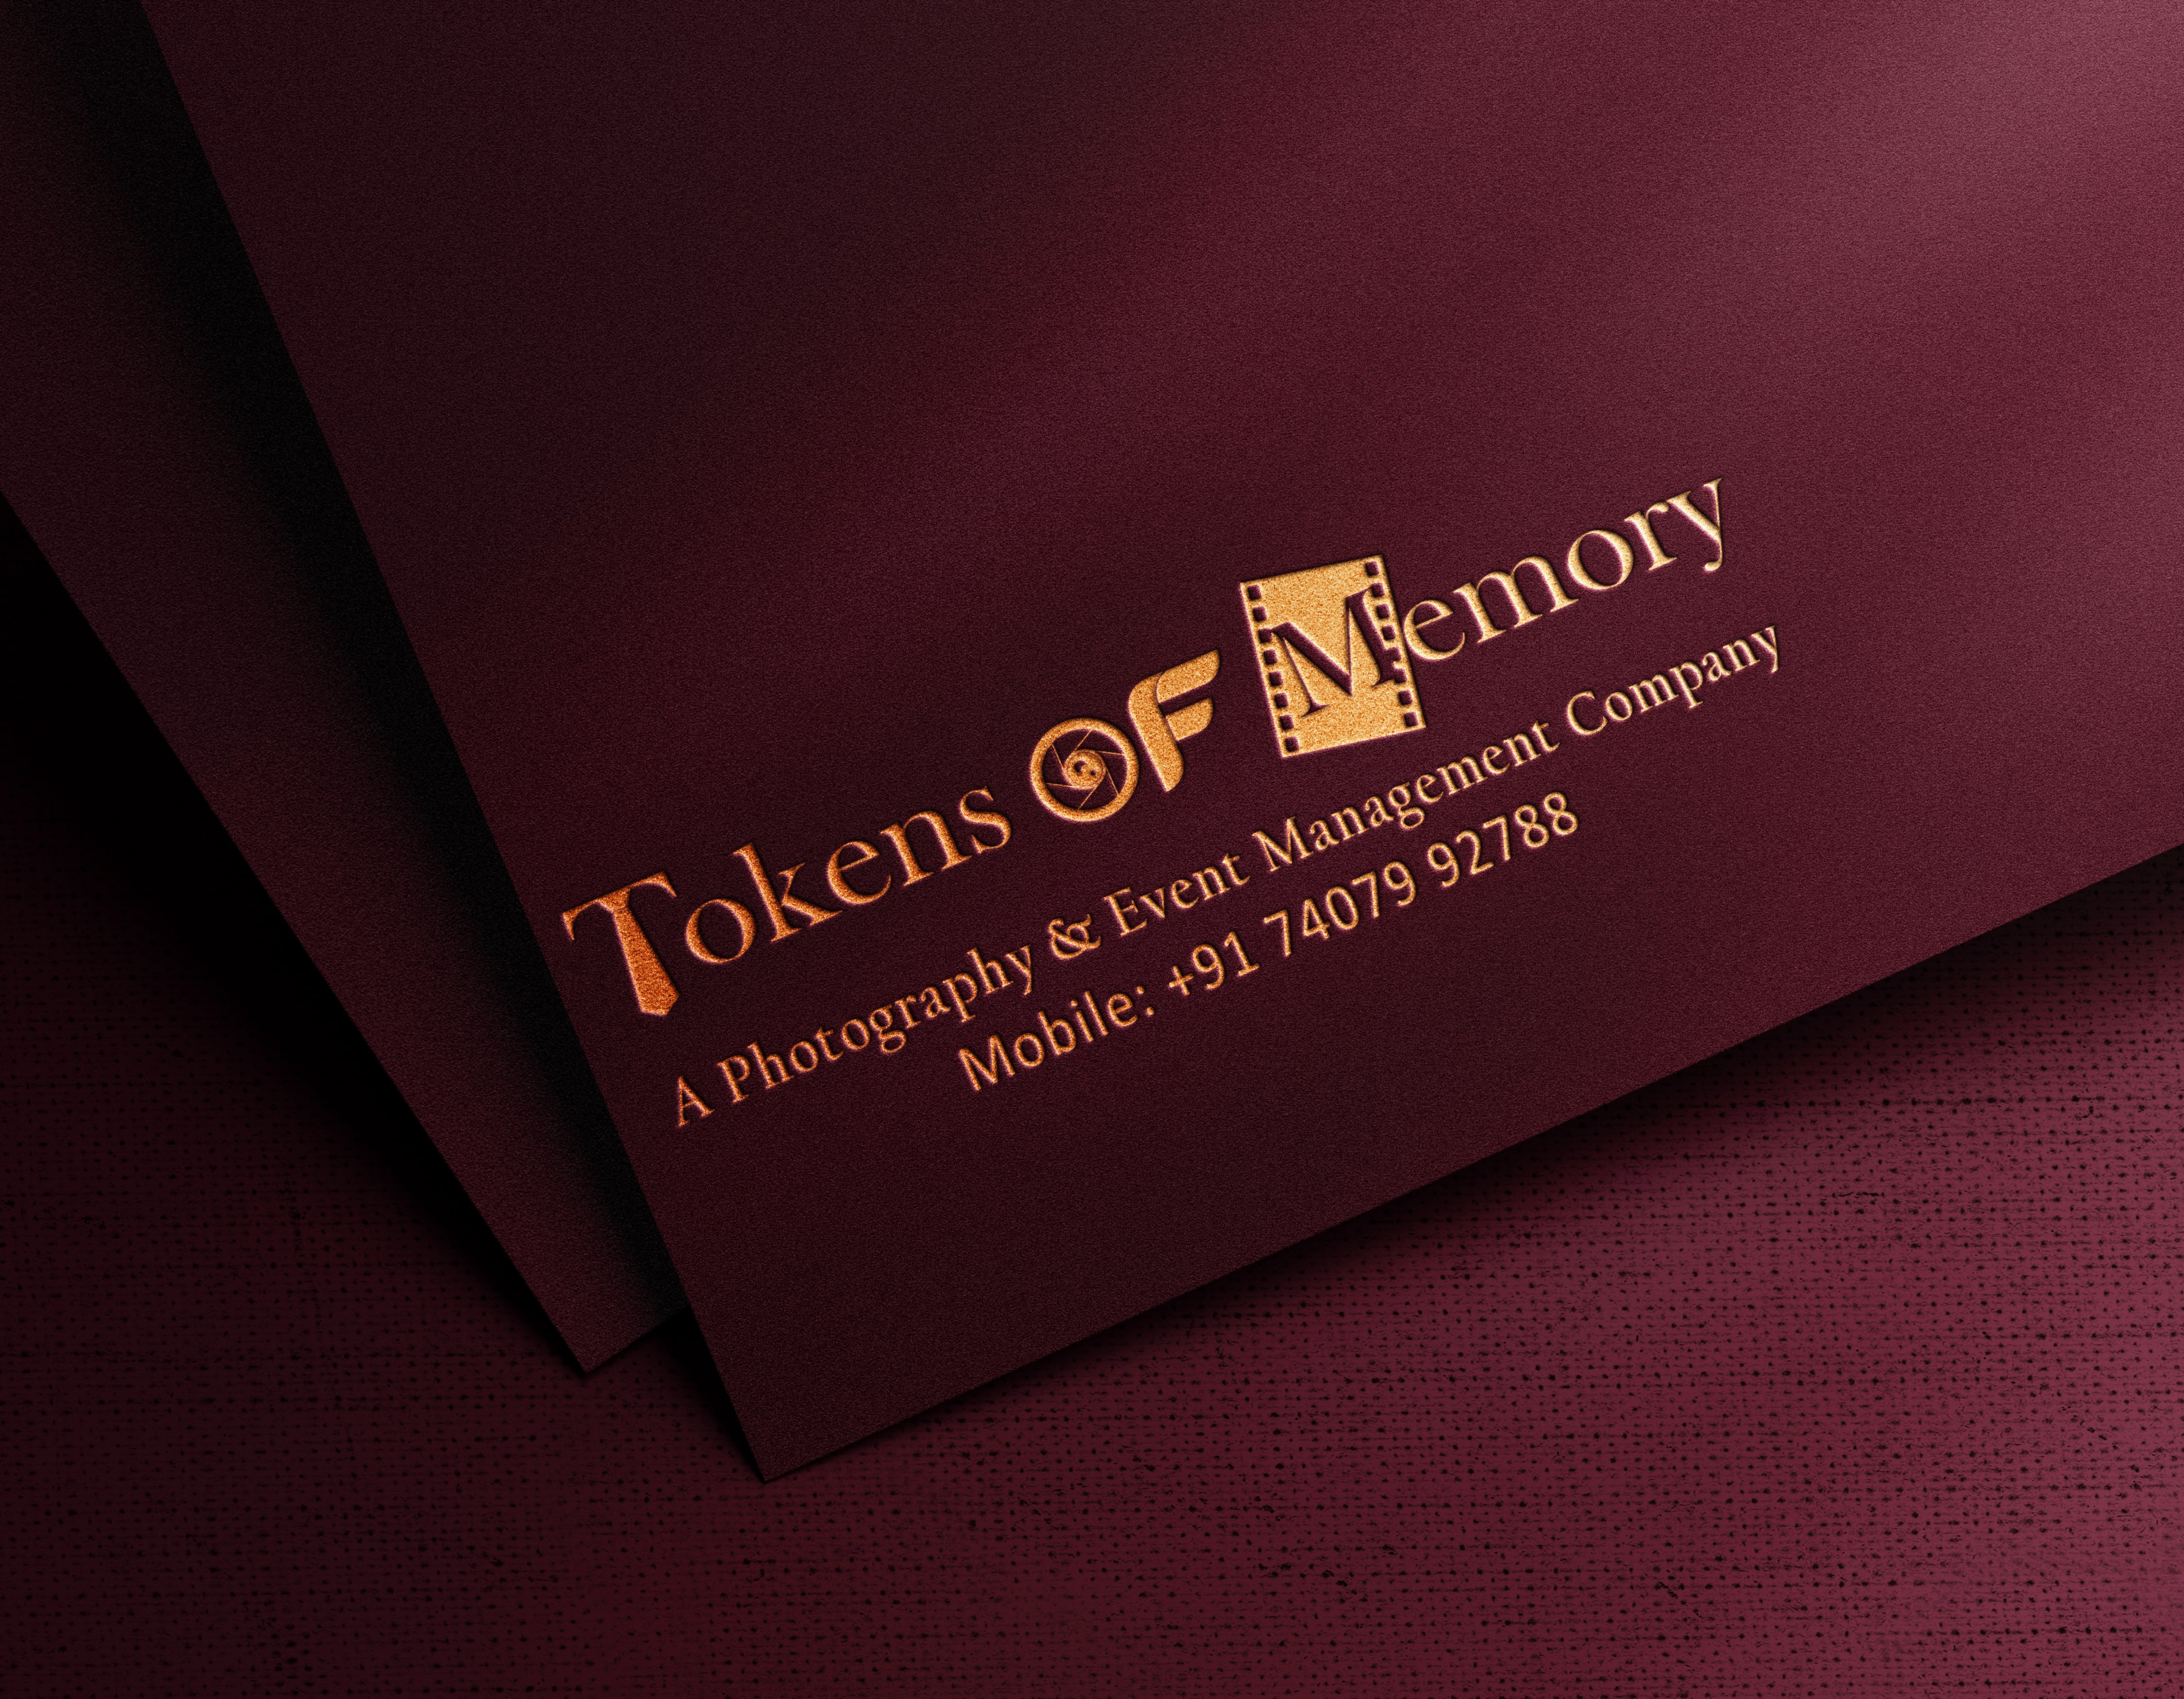 Tokens OF Memory
A Photography & Event Management Company
Mobile: +91 74079 92788